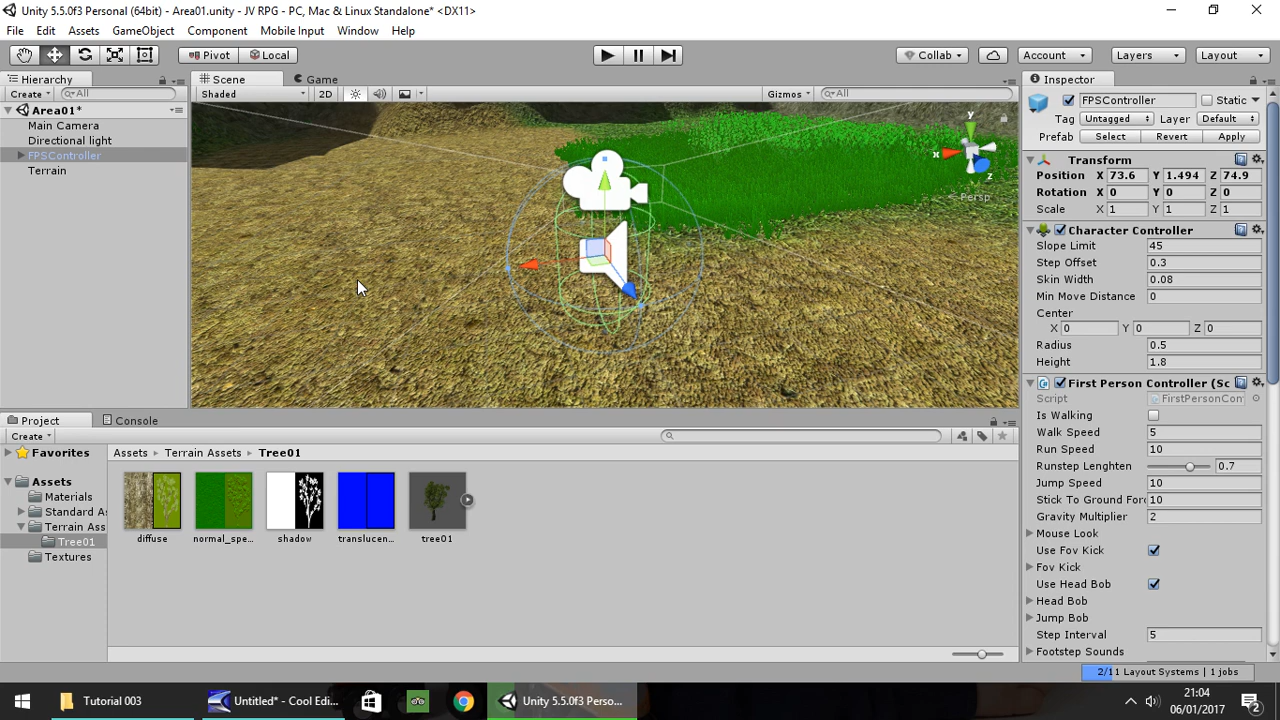 Unity 5.5.0f3 Personal (64bit) - Area01.unity - JV RPG - PC, Mac & Linux Standalone* <DX11>
File Edit Assets GameObject Component Mobile Input Window Help
Pivot Local Collab Account Layers Layout
Hierarchy Scene Game Inspector
Create All Shaded 2D Gizmos All FPSController Static
Area01*
Tag Untagged Layer Default
Main Camera
Prefab Select Revert Apply
Directional light
FPSController
Terrain
y
x
z
Persp
Transform
Position X 73.6 Y 1.494 Z 74.9
Rotation X 0 Y 0 Z 0
Scale X 1 Y 1 Z 1
Character Controller
Slope Limit 45
Step Offset 0.3
Skin Width 0.08
Min Move Distance 0
Center
X 0 Y 0 Z 0
Radius 0.5
Height 1.8
First Person Controller (Sc
Script FirstPersonCon
Is Walking
Walk Speed 5
Run Speed 10
Runstep Lenghten 0.7
Jump Speed 10
Stick To Ground For 10
Gravity Multiplier 2
Mouse Look
Use Fov Kick
Fov Kick
Use Head Bob
Head Bob
Jump Bob
Step Interval 5
Footstep Sounds
Project Console
Create
Favorites
Assets
Materials
Standard As
Terrain Ass
Tree01
Textures
Assets Terrain Assets Tree01
diffuse normal_spe... shadow translucen... tree01
2/11 Layout Systems | 1 jobs
Tutorial 003 Untitled* - Cool Edi... Unity 5.5.0f3 Perso...
21:04
06/01/2017
2